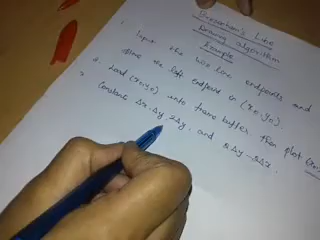 Bresenham's Line
Drawing algorithm
Example
1. Input the two line endpoints and
store the left endpoint in (x0, y0).
2. Load (x0, y0) into frame buffer. then plot
3 Constant Δx, Δy, 2Δy, and 2Δy-2Δx.